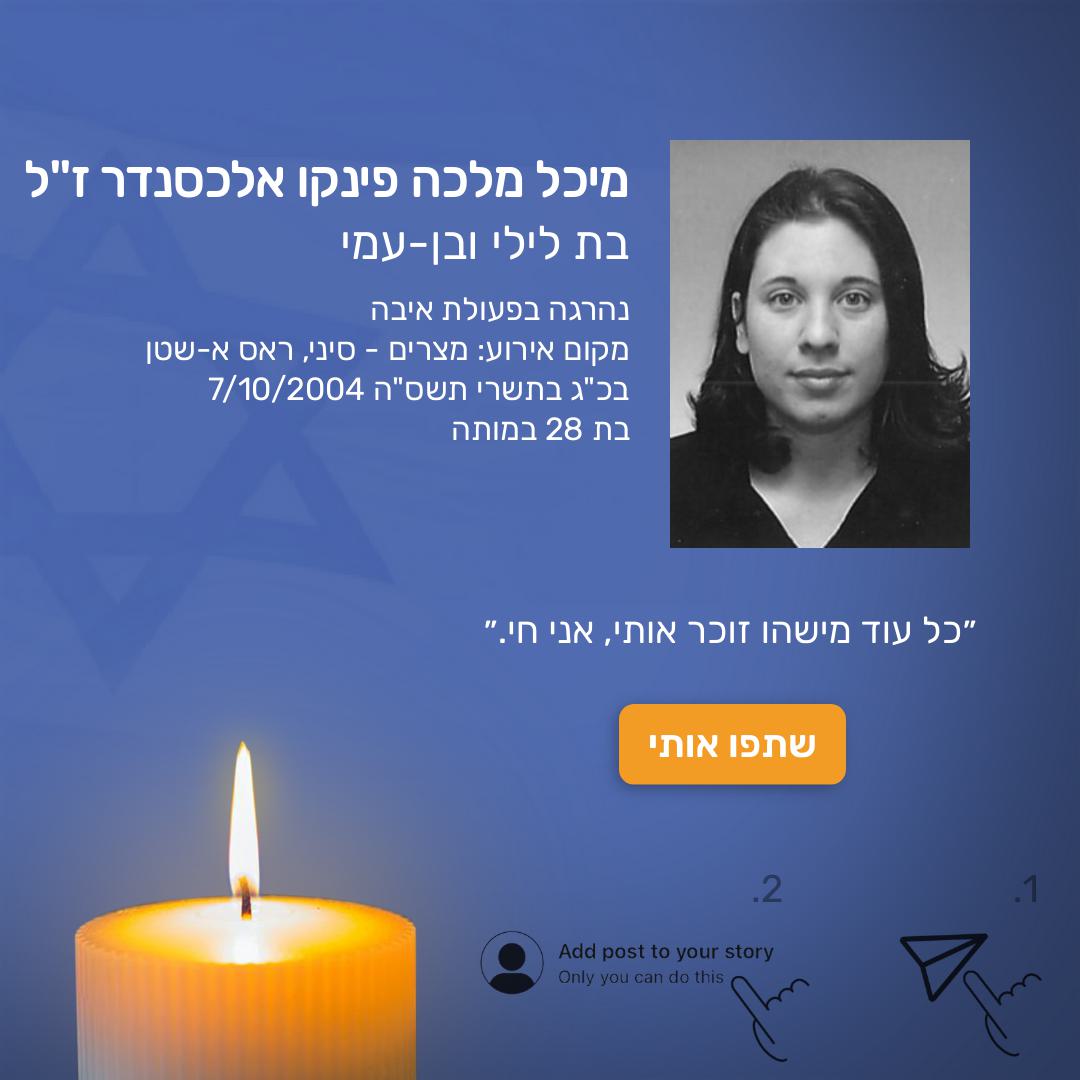 מיכל מלכה פינקו אלכסנדר ז"ל
בת לילי ובן-עמי
נהרגה בפעולת איבה
מקום אירוע: מצרים - סיני, ראס א-שטן
בכ"ג בתשרי תשס"ה 7/10/2004
בת 28 במותה
״כל עוד מישהו זוכר אותי, אני חי.״
שתפו אותי
1.
2.
Add post to your story
Only you can do this